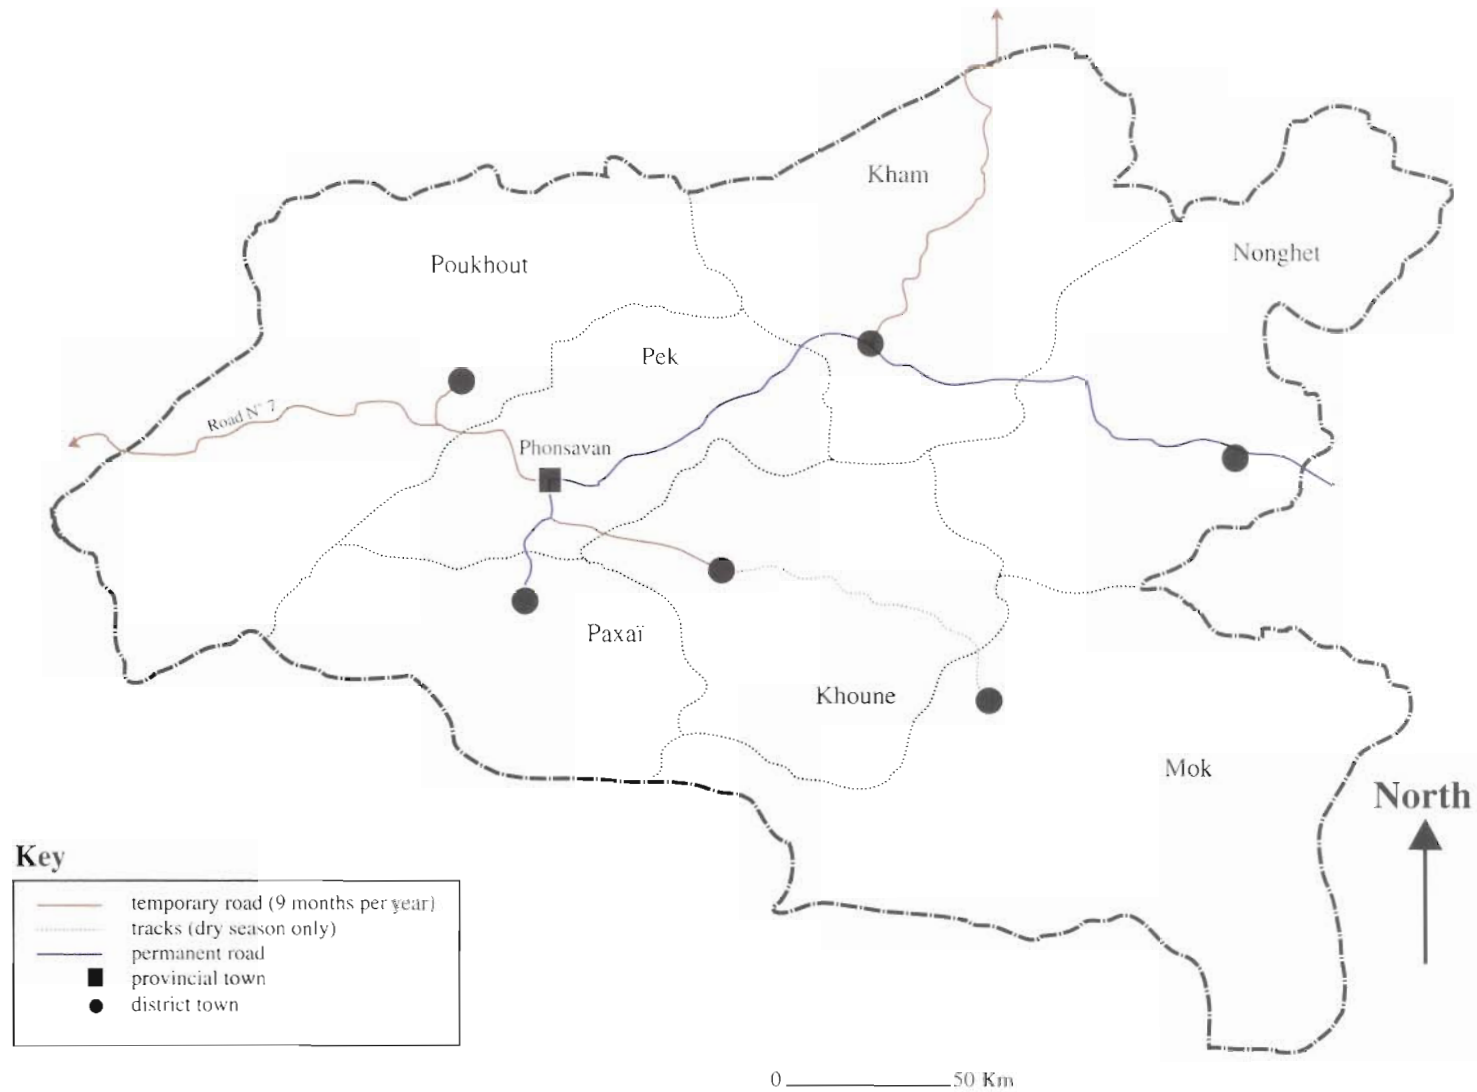 Kham
Nonghet
Poukhout
Pek
Road N° 7
Phonsavan
Paxaï
Khoune
Mok
North
Key
temporary road (9 months per year)
tracks (dry season only)
permanent road
provincial town
district town
0 50 Km